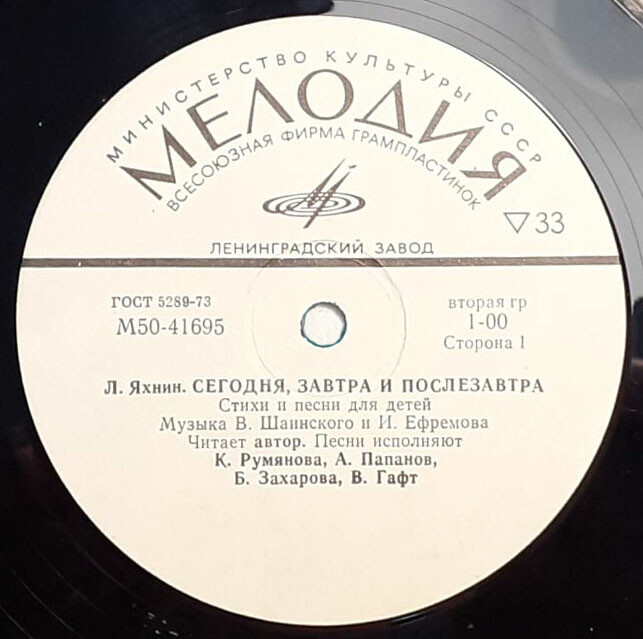 МИНИСТЕРСТВО КУЛЬТУРЫ СССР
МЕЛОДИЯ
ВСЕСОЮЗНАЯ ФИРМА ГРАМПЛАСТИНОК
▽33
ЛЕНИНГРАДСКИЙ ЗАВОД
ГОСТ 5289-73
М50-41695
вторая гр
1-00
Сторона 1
Л. Яхнин. СЕГОДНЯ, ЗАВТРА И ПОСЛЕЗАВТРА
Стихи и песни для детей
Музыка В. Шаинского и И. Ефремова
Читает автор. Песни исполняют
К. Румянова, А. Папанов,
Б. Захарова, В. Гафт